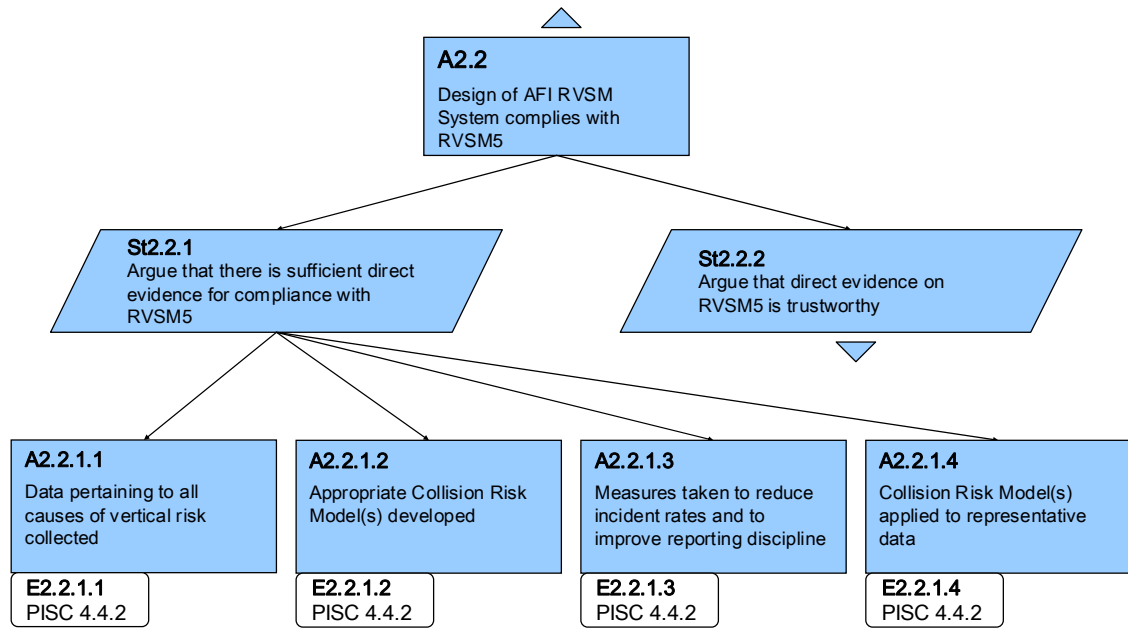 A2.2
Design of AFI RVSM
System complies with
RVSM5
St2.2.1
Argue that there is sufficient direct
evidence for compliance with
RVSM5
St2.2.2
Argue that direct evidence on
RVSM5 is trustworthy
A2.2.1.1
Data pertaining to all
causes of vertical risk
collected
E2.2.1.1
PISC 4.4.2
A2.2.1.2
Appropriate Collision Risk
Model(s) developed
E2.2.1.2
PISC 4.4.2
A2.2.1.3
Measures taken to reduce
incident rates and to
improve reporting discipline
E2.2.1.3
PISC 4.4.2
A2.2.1.4
Collision Risk Model(s)
applied to representative
data
E2.2.1.4
PISC 4.4.2